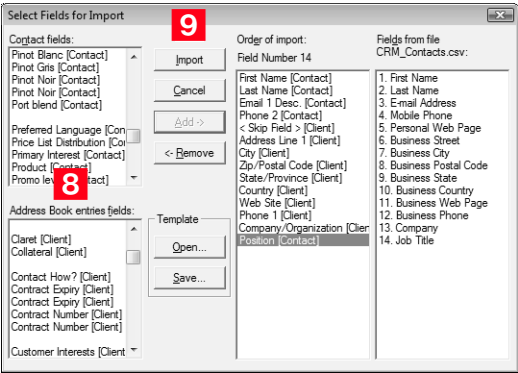 Select Fields for Import
9
Contact fields:
Pinot Blanc [Contact]
Pinot Gris [Contact]
Pinot Noir [Contact]
Pinot Noir [Contact]
Port blend [Contact]
Preferred Language [Con
Price List Distribution [Co
Primary Interest [Contact]
Product [Contact]
Promo
8
Address Book entries fields:
Claret [Client]
Collateral [Client]
Contact How? [Client]
Contract Expiry [Client]
Contract Expiry [Client]
Contract Number [Client]
Contract Number [Client]
Customer Interests [Client
Import
Cancel
Add ->
<- Remove
Template
Open...
Save...
Order of import:
Field Number 14
First Name [Contact]
Last Name [Contact]
Email 1 Desc. [Contact]
Phone 2 [Contact]
< Skip Field > [Client]
Address Line 1 [Client]
City [Client]
Zip/Postal Code [Client]
State/Province [Client]
Country [Client]
Web Site [Client]
Phone 1 [Client]
Company/Organization [Clien
Position [Contact]
Fields from file
CRM_Contacts.csv:
1. First Name
2. Last Name
3. E-mail Address
4. Mobile Phone
5. Personal Web Page
6. Business Street
7. Business City
8. Business Postal Code
9. Business State
10. Business Country
11. Business Web Page
12. Business Phone
13. Company
14. Job Title